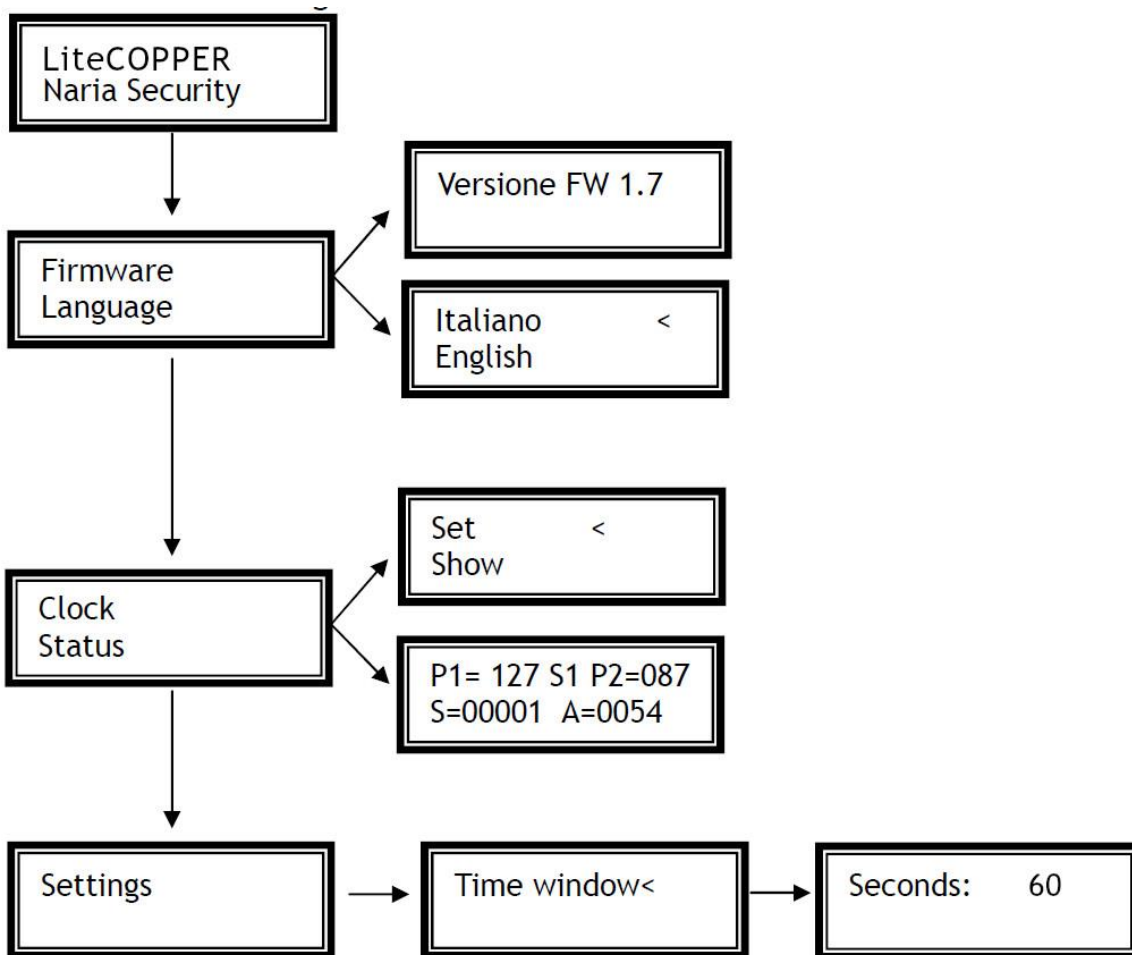 LiteCOPPER
Naria Security
Versione FW 1.7
Firmware
Language
Italiano <
English
Set <
Show
Clock
Status
P1= 127 S1 P2=087
S=00001 A=0054
Settings
Time window<
Seconds: 60